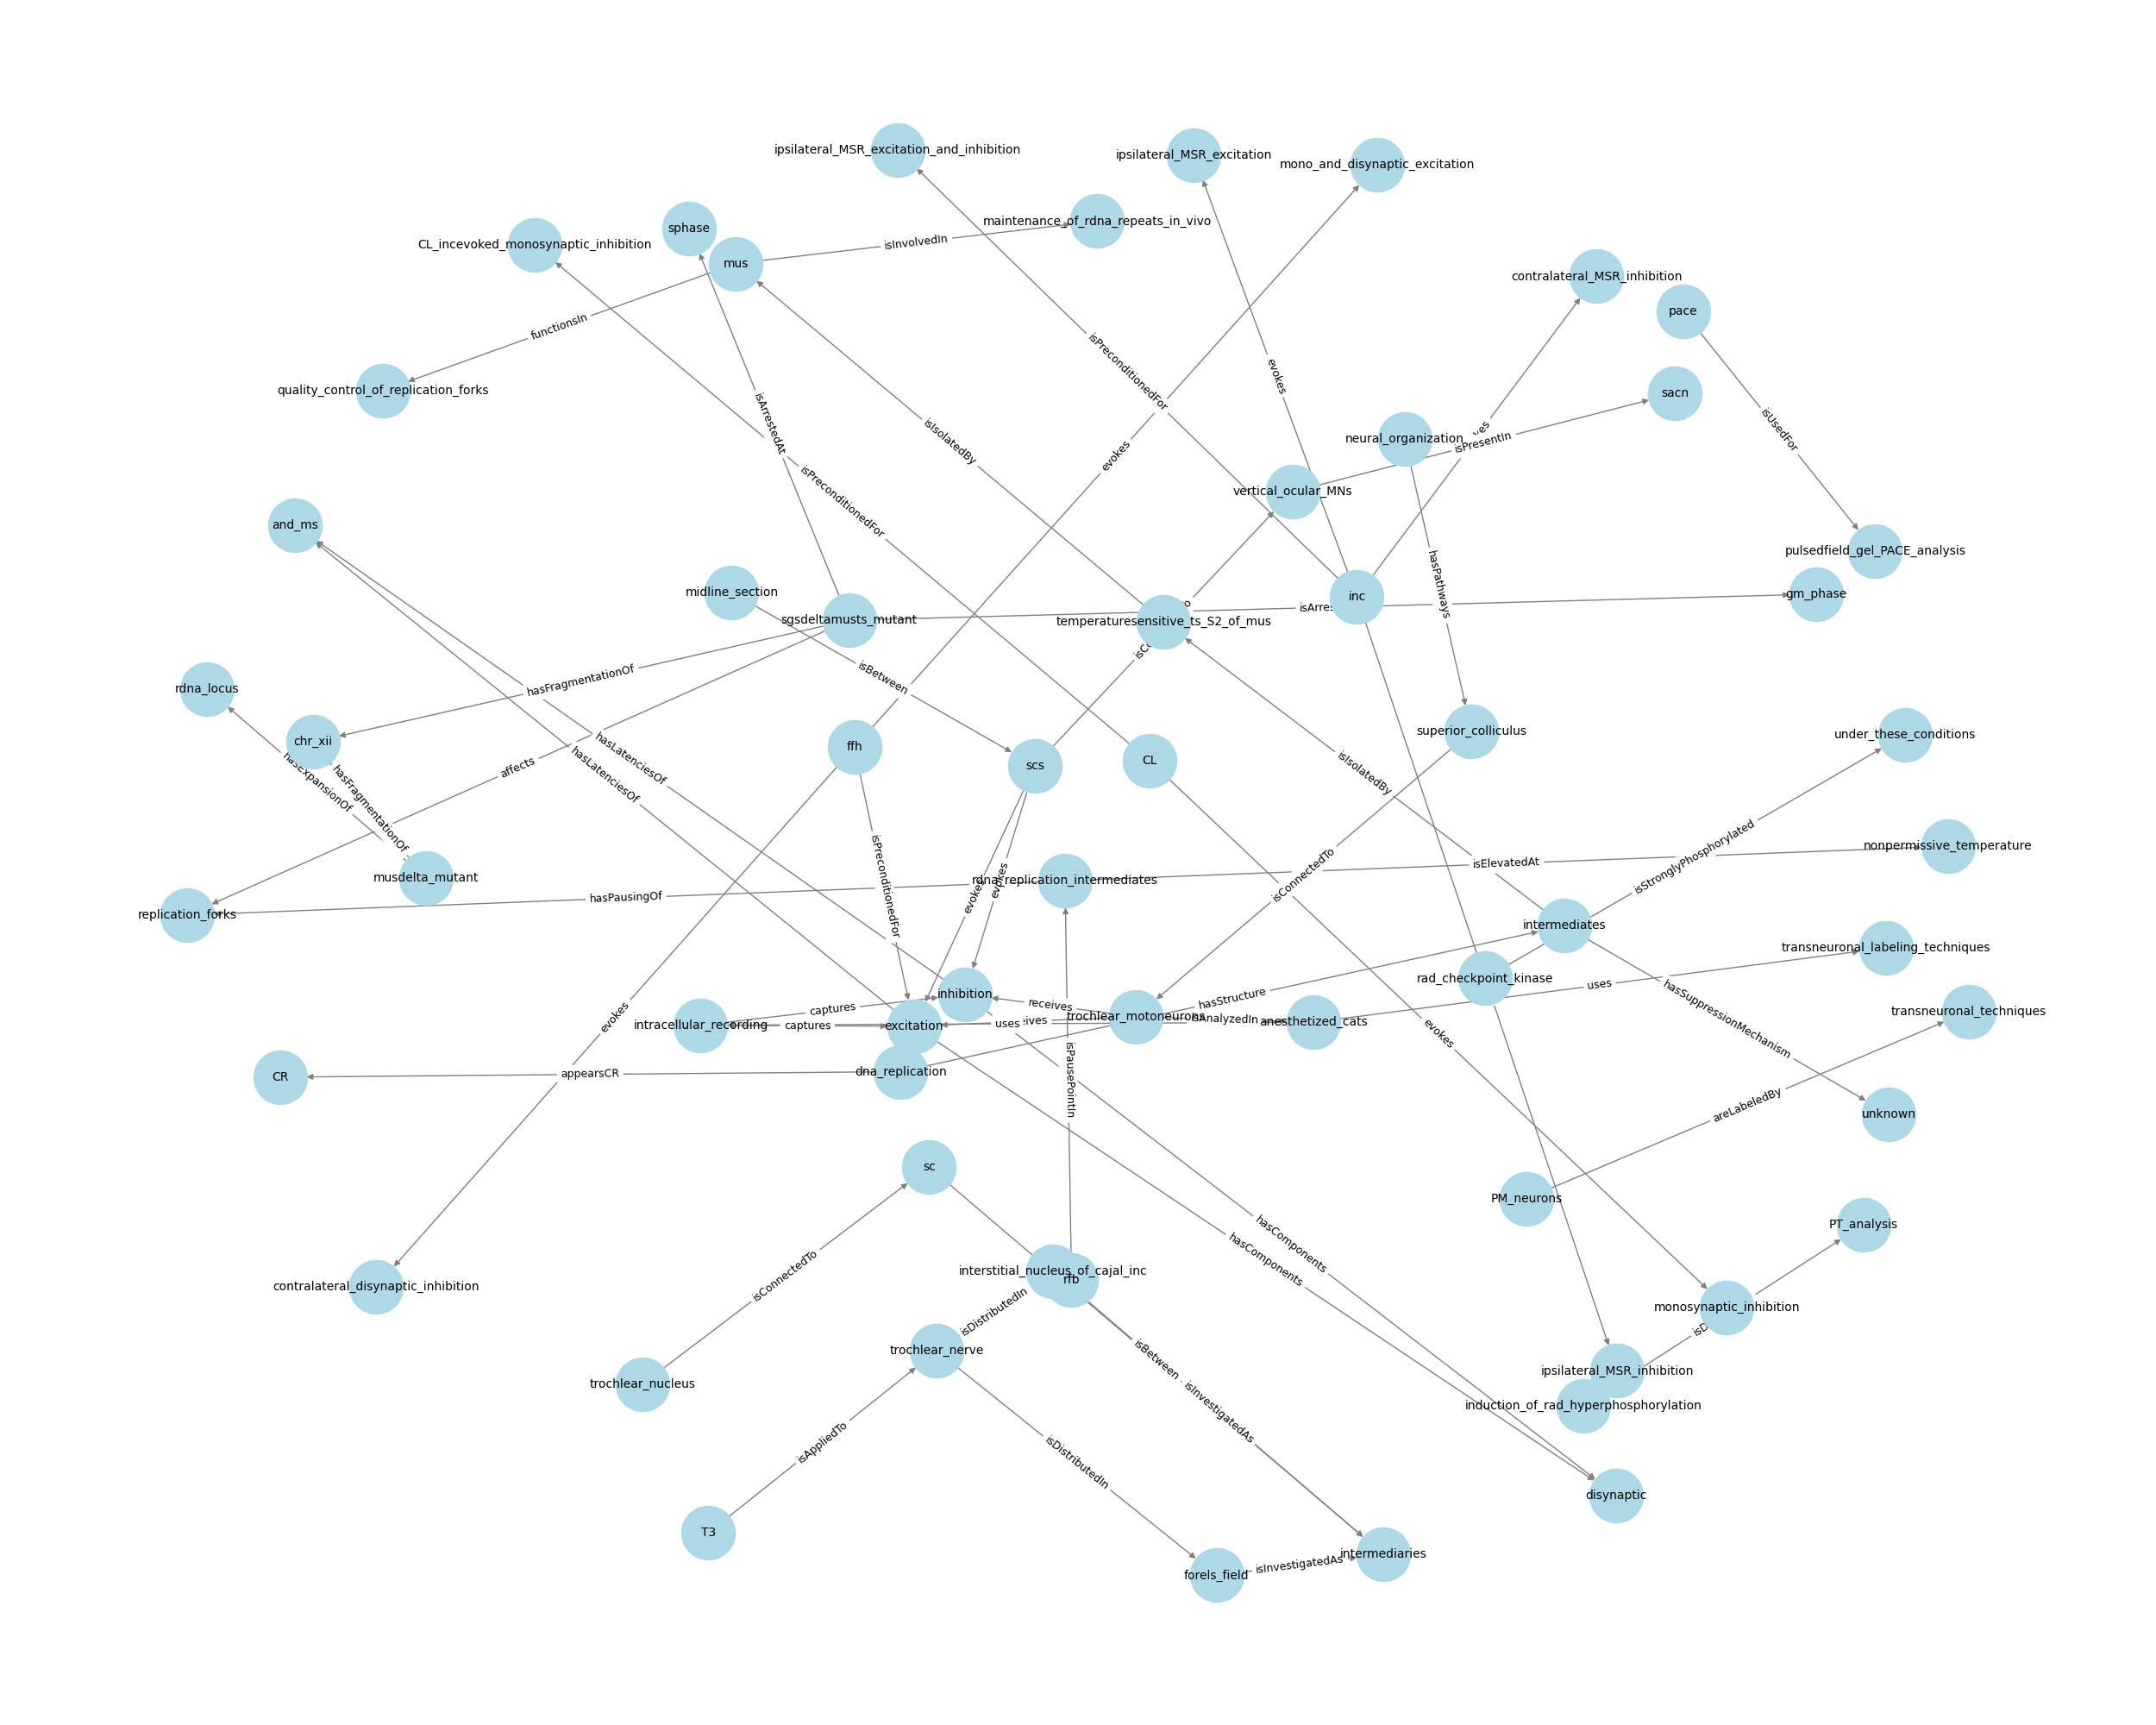 ipsilateral_MSR_excitation_and_inhibition
ipsilateral_MSR_excitation
mono_and_disynaptic_excitation
maintenance_of_rdna_repeats_in_vivo
sphase
CL_incevoked_monosynaptic_inhibition
isInvolvedIn
mus
contralateral_MSR_inhibition
pace
functionsIn
isPreconditionedFor
evokes
quality_control_of_replication_forks
sacn
isArrestedAt
isIsolatedBy
evokes
neural_organization
isPresentIn
isUsedFor
vertical_ocular_MNs
isPreconditionedFor
and_ms
pulsedfield_gel_PACE_analysis
hasPathways
midline_section
inc
gm_phase
sgsdeltamusts_mutant
temperaturesensitive_ts_S2_of_mus
isBetween
hasFragmentationOf
rdna_locus
superior_colliculus
under_these_conditions
chr_xii
ffh
scs
CL
hasLatenciesOf
hasLatenciesOf
affects
isIsolatedBy
hasExpansionOf
hasFragmentationOf
isPreconditionedFor
evokes
evokes
isConnectedTo
isStronglyPhosphorylated
nonpermissive_temperature
isElevatedAt
musdelta_mutant
rdna_replication_intermediates
hasPausingOf
replication_forks
intermediates
transneuronal_labeling_techniques
rad_checkpoint_kinase
uses
inhibition
hasStructure
receives
captures
intracellular_recording
captures
excitation
uses
trochlear_motoneurons
isAnalyzedIn
anesthetized_cats
evokes
evokes
hasSuppressionMechanism
transneuronal_techniques
CR
appearsCR
dna_replication
isPausePointIn
areLabeledBy
unknown
sc
PM_neurons
PT_analysis
isConnectedTo
hasComponents
hasComponents
contralateral_disynaptic_inhibition
interstitial_nucleus_of_cajal_inc
rfb
monosynaptic_inhibition
isDistributedIn
trochlear_nerve
isBetween
isInvestigatedAs
trochlear_nucleus
ipsilateral_MSR_inhibition
induction_of_rad_hyperphosphorylation
isAppliedTo
isDistributedIn
disynaptic
T3
isInvestigatedAs
intermediaries
forels_field